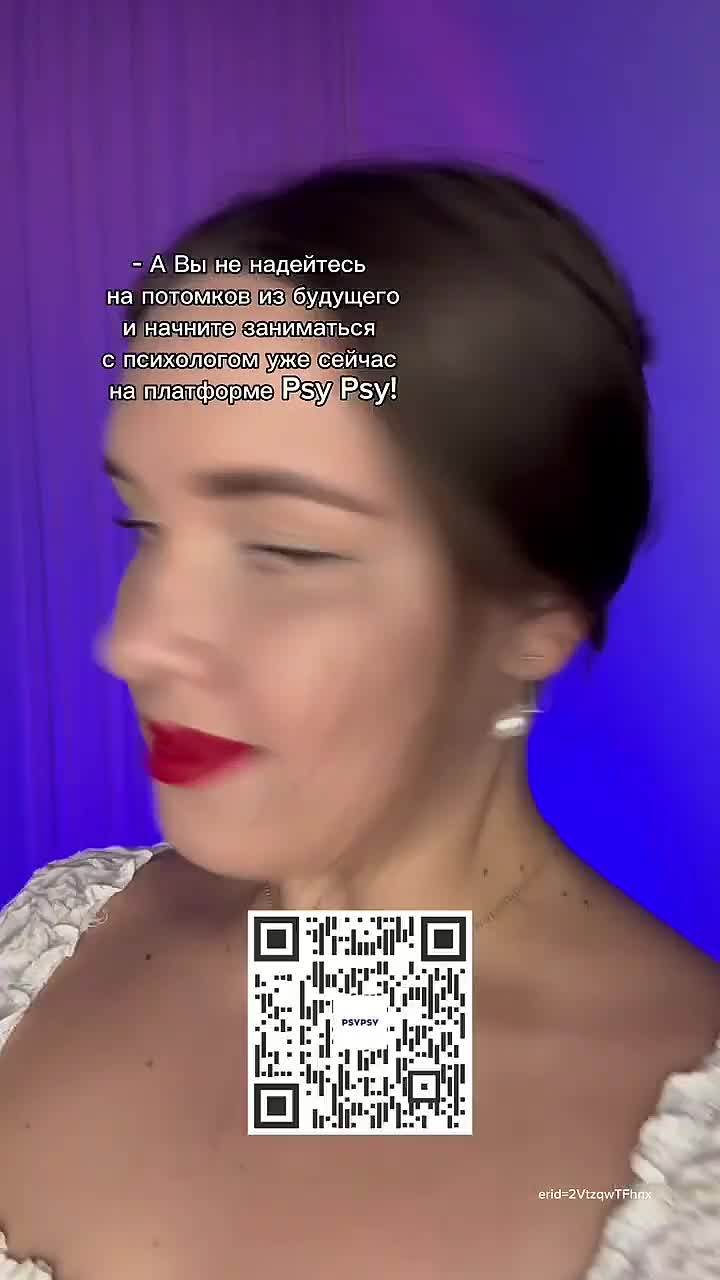 - А Вы не надейтесь
на потомков из будущего
и начните заниматься
с психологом уже сейчас
на платформе Psy Psy!
PSYPSY
erid=2VtzqwTFhnx